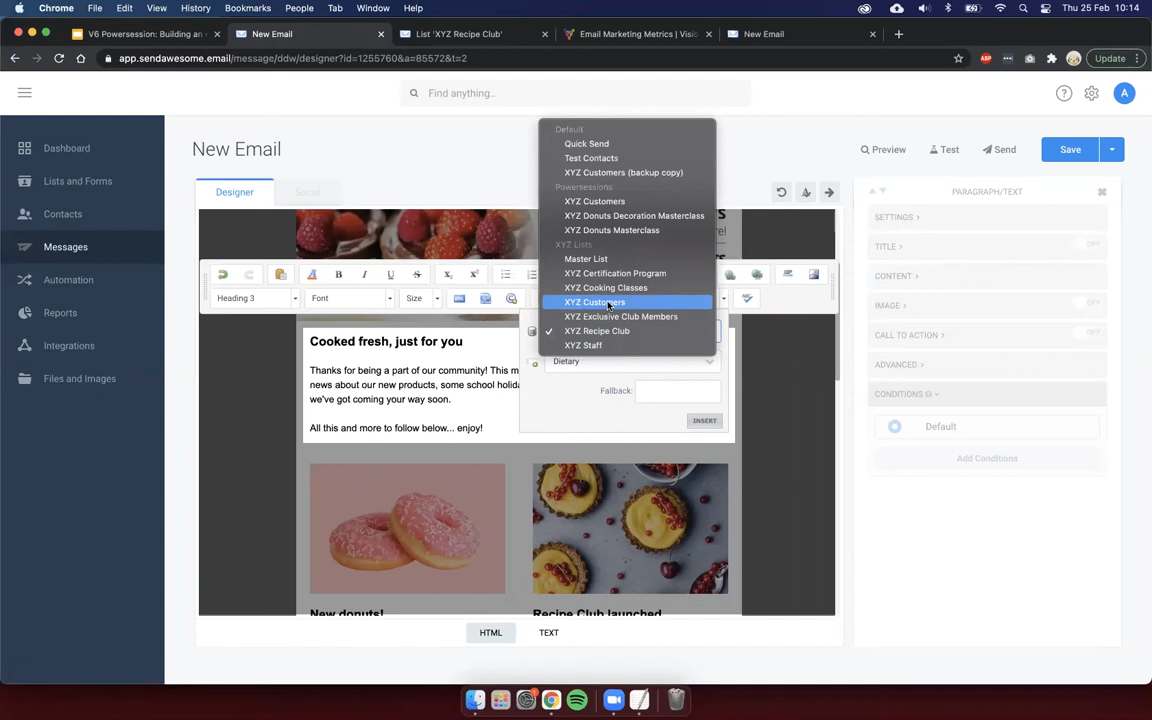 Chrome File Edit View History Bookmarks People Tab Window Help Thu 25 Feb 10:14
V6 Powersession: Building an
New Email
List 'XYZ Recipe Club'
Email Marketing Metrics | Visio
New Email
app.sendawesome.email/message/ddw/designer?id=1255760&a=85572&t=2
ABP
Update
Find anything...
A
Dashboard
Lists and Forms
Contacts
Messages
Automation
Reports
Integrations
Files and Images
New Email
Preview
Test
Send
Save
Designer
Social
Default
Quick Send
Test Contacts
XYZ Customers (backup copy)
Powersessions
XYZ Customers
XYZ Donuts Decoration Masterclass
XYZ Donuts Masterclass
XYZ Lists
Master List
XYZ Certification Program
XYZ Cooking Classes
XYZ Customers
XYZ Exclusive Club Members
XYZ Recipe Club
XYZ Staff
Heading 3
Font
Size
Dietary
Fallback:
INSERT
Cooked fresh, just for you
Thanks for being a part of our community! This m
news about our new products, some school holida
we've got coming your way soon.
All this and more to follow below... enjoy!
New donuts!
Recipe Club launched
HTML
TEXT
PARAGRAPH/TEXT
SETTINGS
TITLE
OFF
CONTENT
IMAGE
OFF
CALL TO ACTION
OFF
ADVANCED
CONDITIONS
Default
Add Conditions